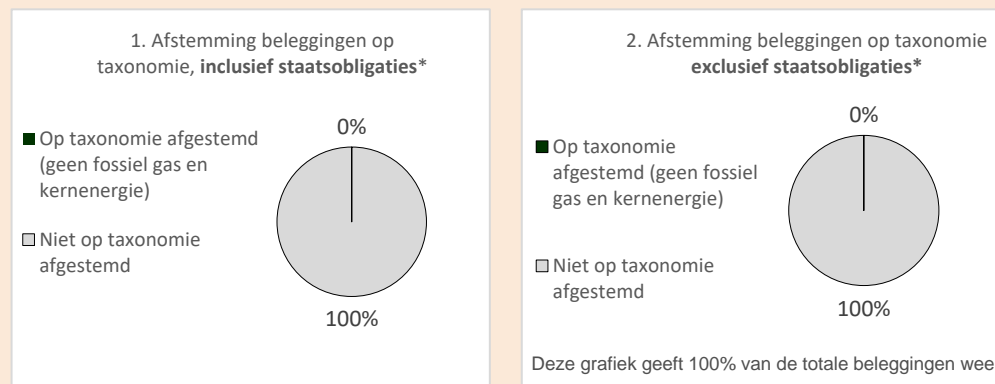 1. Afstemming beleggingen op
taxonomie, inclusief staatsobligaties*
0%
Op taxonomie afgestemd
(geen fossiel gas en
kernenergie)
Niet op taxonomie
afgestemd
100%
2. Afstemming beleggingen op taxonomie
exclusief staatsobligaties*
0%
Op taxonomie
afgestemd (geen fossiel
gas en kernenergie)
Niet op taxonomie
afgestemd
100%
Deze grafiek geeft 100% van de totale beleggingen wee